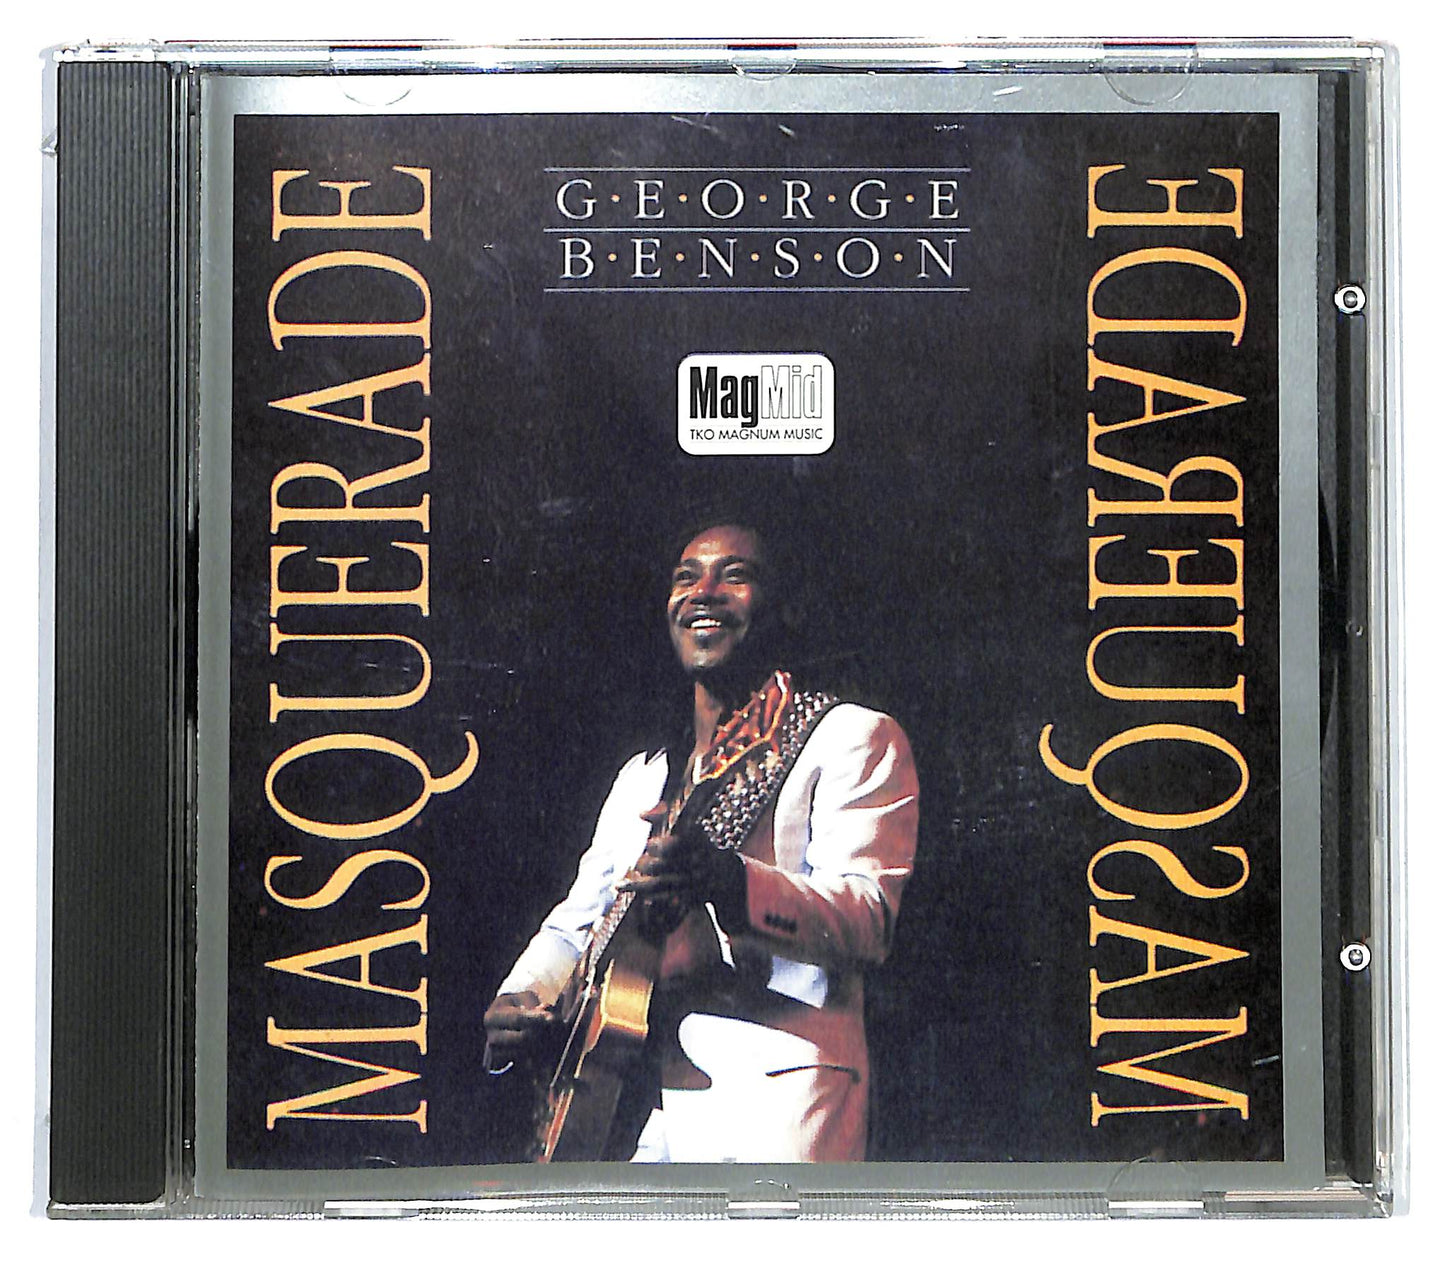 G·E·O·R·G·E
B·E·N·S·O·N
MagMid
TKO MAGNUM MUSIC
MASQUERADE
MASQUERADE